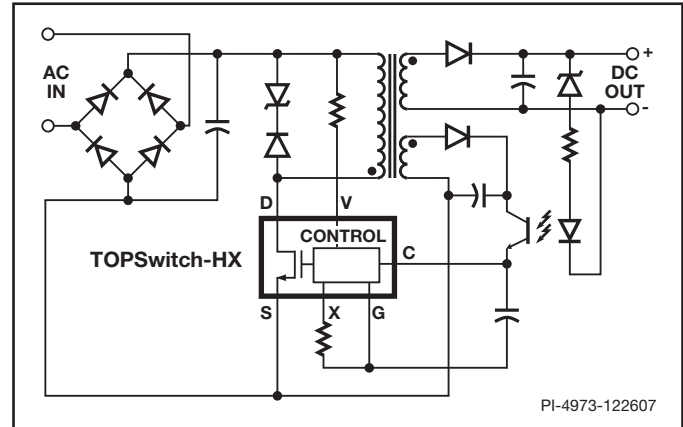 +
AC
IN
DC
OUT
-
D
V
CONTROL
C
TOPSwitch-HX
S
X
G
PI-4973-122607